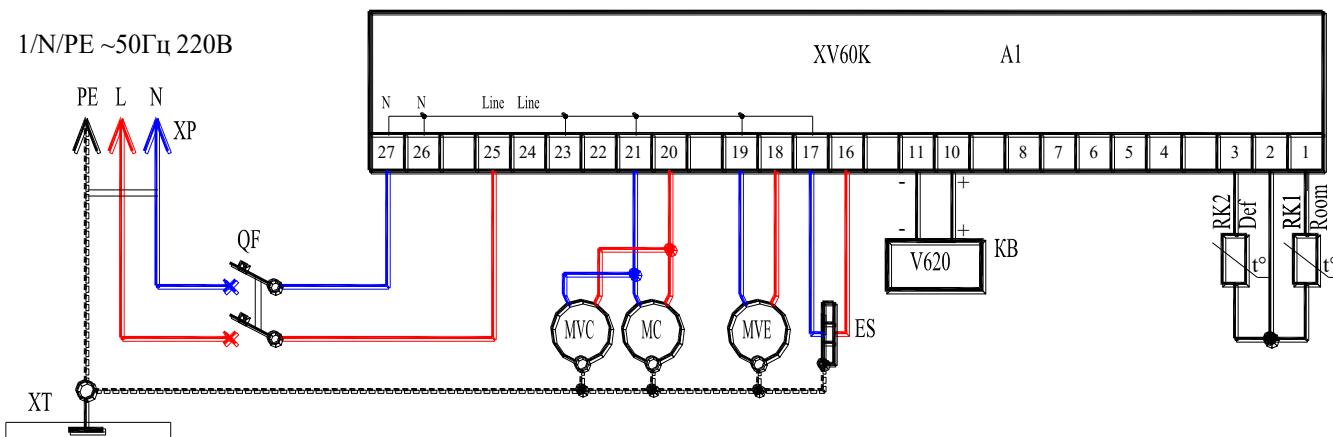 1/N/PE ~50Гц 220В
XV60K A1
PE L N
XP
N N Line Line
27 26 25 24 23 22 21 20 19 18 17 16 11 10 8 7 6 5 4 3 2 1
- +
- +
V620
KB
RK2
Def
RK1
Room
t°
t°
QF
MVC MC MVE ES
XT